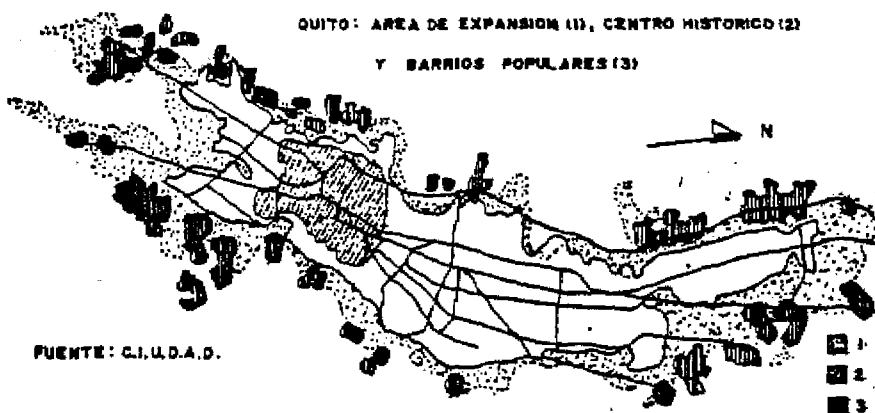 QUITO: AREA DE EXPANSION (1), CENTRO HISTORICO (2)
Y BARRIOS POPULARES (3)
N
FUENTE: C.I.U.D.A.D.
1
2
3